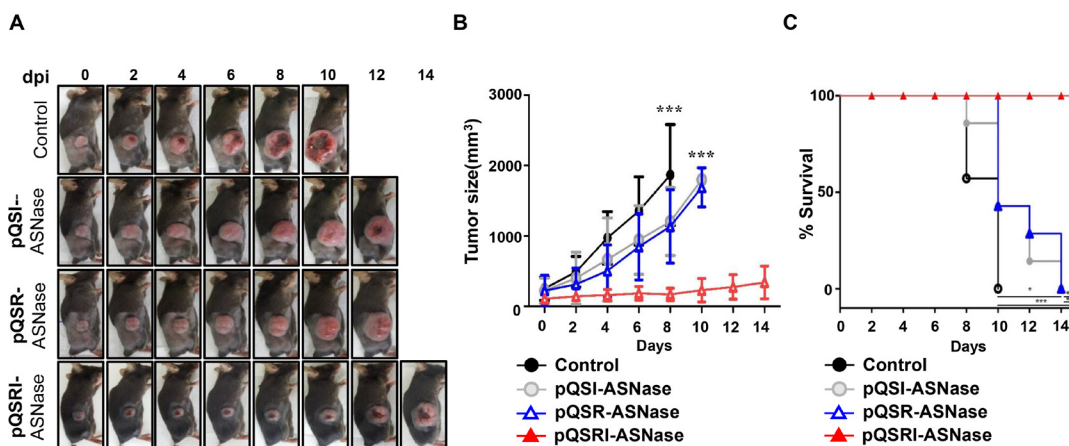 A
dpi 0 2 4 6 8 10 12 14
Control
pQSI--
ASNase
pQSR-
ASNase
pQSRI-
ASNase
B
Tumor size(mm³)
3000
2000
1000
0
***
***
0 2 4 6 8 10 12 14
Days
Control
pQSI-ASNase
pQSR-ASNase
pQSRI-ASNase
C
% Survival
100
50
0
*
***
0 2 4 6 8 10 12 14
Days
Control
pQSI-ASNase
pQSR-ASNase
pQSRI-ASNase